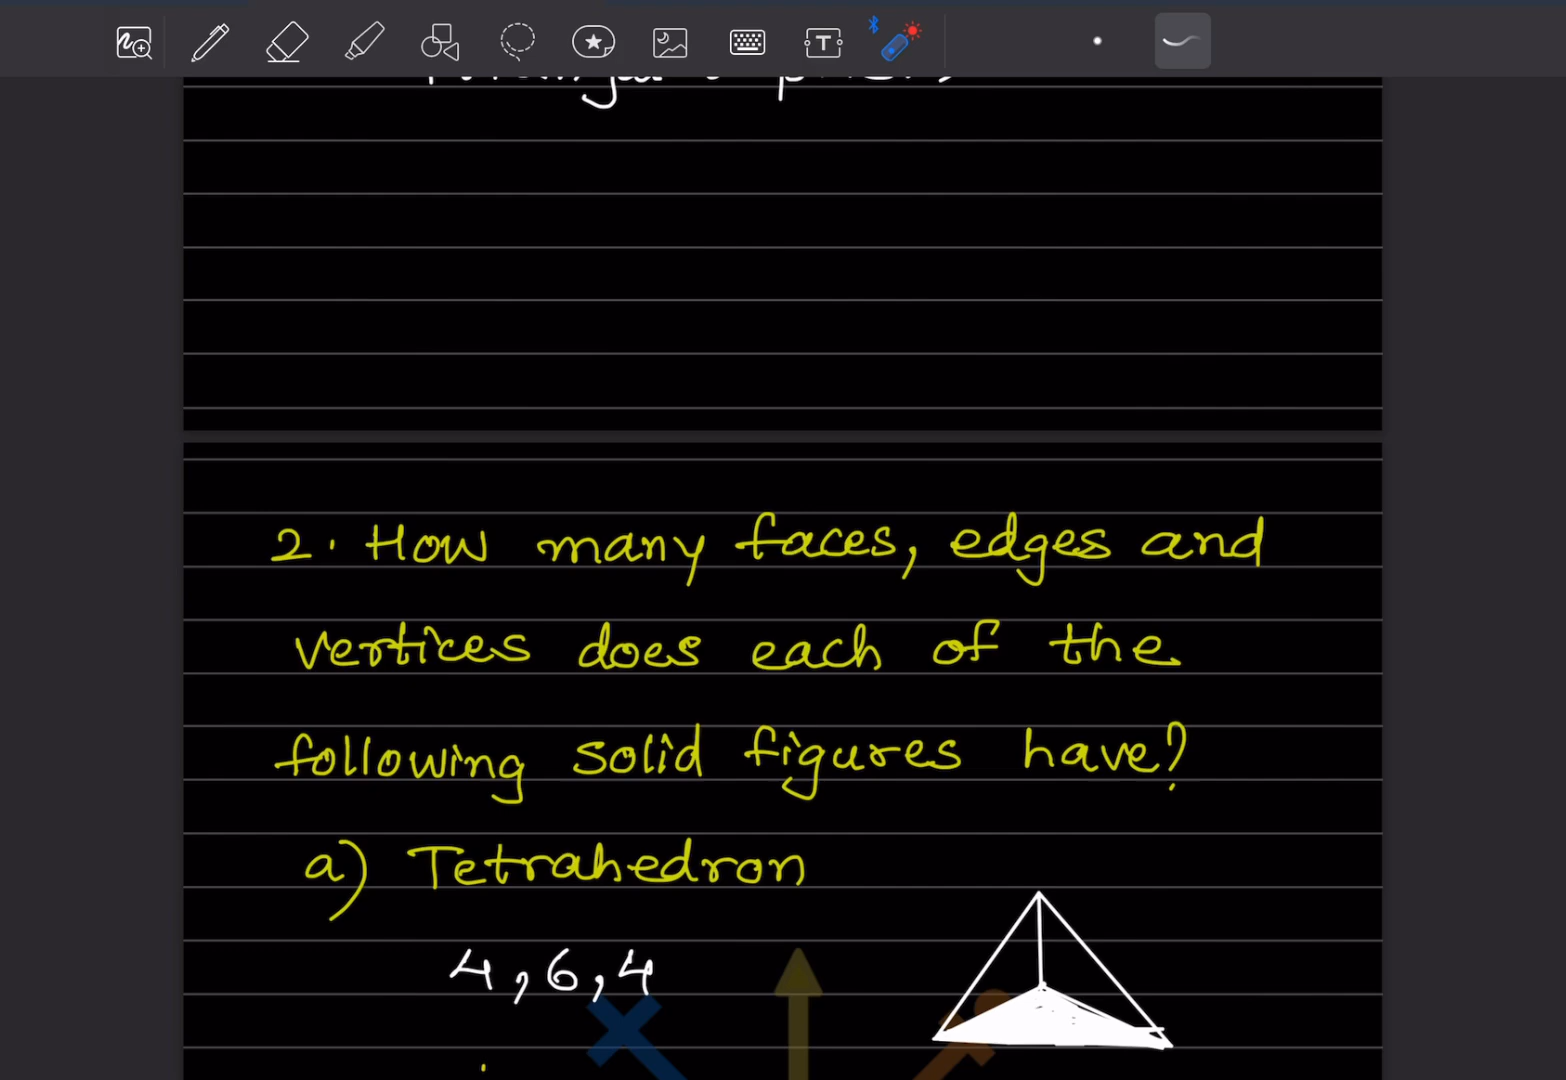 2. How many faces, edges and
vertices does each of the
following solid figures have?
a) Tetrahedron
4, 6, 4